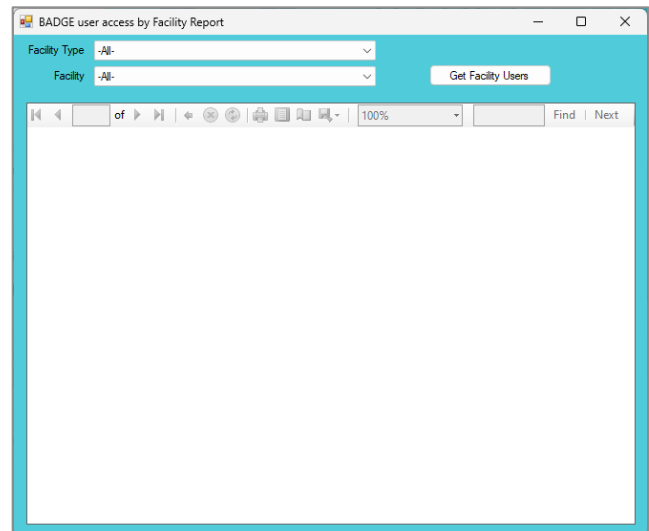 BADGE user access by Facility Report
Facility Type -All-
Facility -All- Get Facility Users
of 100% Find Next